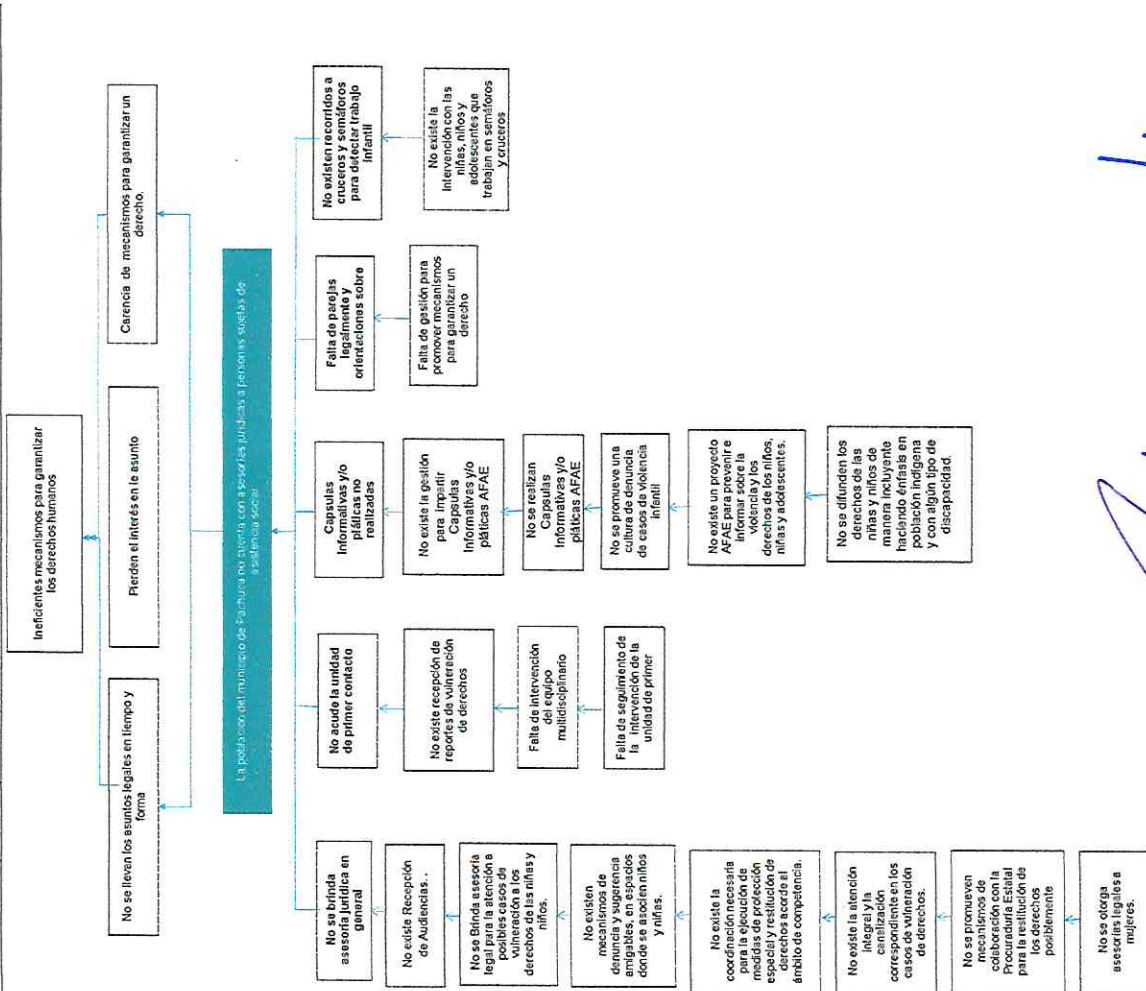 Ineficientes mecanismos para garantizar
los derechos humanos
No se llevan los asuntos legales en tiempo y
forma
Pierden el interés en le asunto
Carencia de mecanismos para garantizar un
derecho.
La población del municipio de Pachuca no cuenta con asesorías jurídicas a personas sujetas de
asistencia social
No se brinda
asesoría jurídica en
general
No existe Recepción
de Audiencias. .
No se Brinda asesoría
legal para la atención a
posibles casos de
vulneración a los
derechos de las niñas y
niños.
No existen
mecanismos de
denuncia y sugerencia
amigables, en espacios
donde se asocien niños
y niñas.
No existe la
coordinación necesaria
para la ejecución de
medidas de protección
especial y restitución de
derechos acorde al
ámbito de competencia.
No existe la atención
integral y la
canalización
correspondiente en los
casos de vulneración
de derechos.
No se promueven
mecanismos de
colaboración con la
Procuraduría Estatal
para la restitución de
los derechos
posiblemente
No se otorga
asesorías legales a
mujeres.
No acude la unidad
de primer contacto
No existe recepción de
reportes de vulneración
de derechos
Falta de intervención
del equipo
multidisciplinario
Falta de seguimiento de
la intervención de la
unidad de primer
Capsulas
Informativas y/o
pláticas no
realizadas
No existe la gestión
para impartir
Capsulas
Informativas y/o
pláticas AFAE
No se realizan
Capsulas
Informativas y/o
pláticas AFAE
No se promueve una
cultura de denuncia
de casos de violencia
infantil
No existe un proyecto
AFAE para prevenir e
informar sobre la
violencia y los
derechos de los niños,
niñas y adolescentes.
No se difunden los
derechos de las
niñas y niños de
manera incluyente
haciendo énfasis en
población indígena
y con algún tipo de
discapacidad.
Falta de parejas
legalmente y
orientaciones sobre
Falta de gestión para
promover mecanismos
para garantizar un
derecho
No existen recorridos a
cruceros y semáforos
para detectar trabajo
infantil
No existe la
intervención con las
niñas, niños y
adolescentes que
trabajan en semáforos
y cruceros